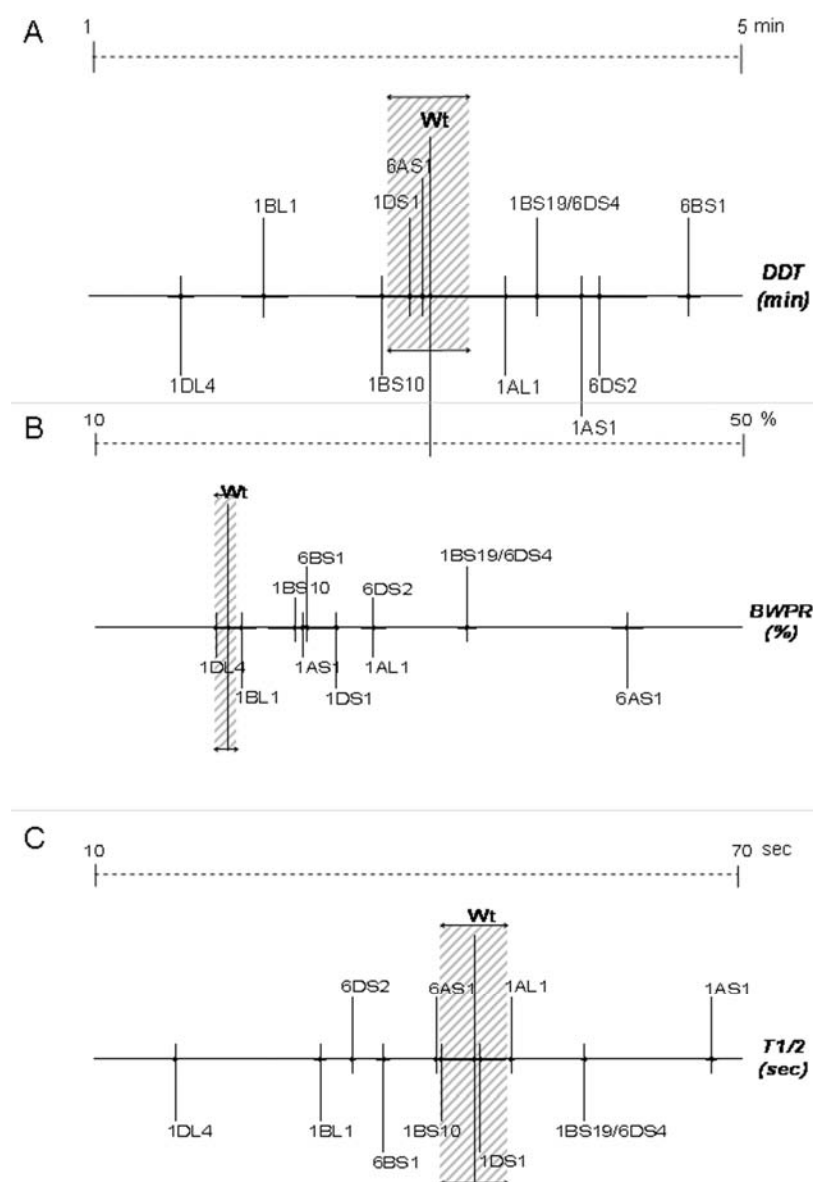 A
1
5 min
Wt
6AS1
1DS1
1BL1
1BS19/6DS4
6BS1
DDT
(min)
1DL4
1BS10
1AL1
6DS2
1AS1
B
10
50 %
Wt
6BS1
1BS19/6DS4
1BS10
6DS2
BWPR
(%)
1DL4
1AS1
1AL1
1BL1
1DS1
6AS1
C
10
70 sec
Wt
6DS2
6AS1
1AL1
1AS1
T1/2
(sec)
1DL4
1BL1
1BS10
1BS19/6DS4
6BS1
1DS1